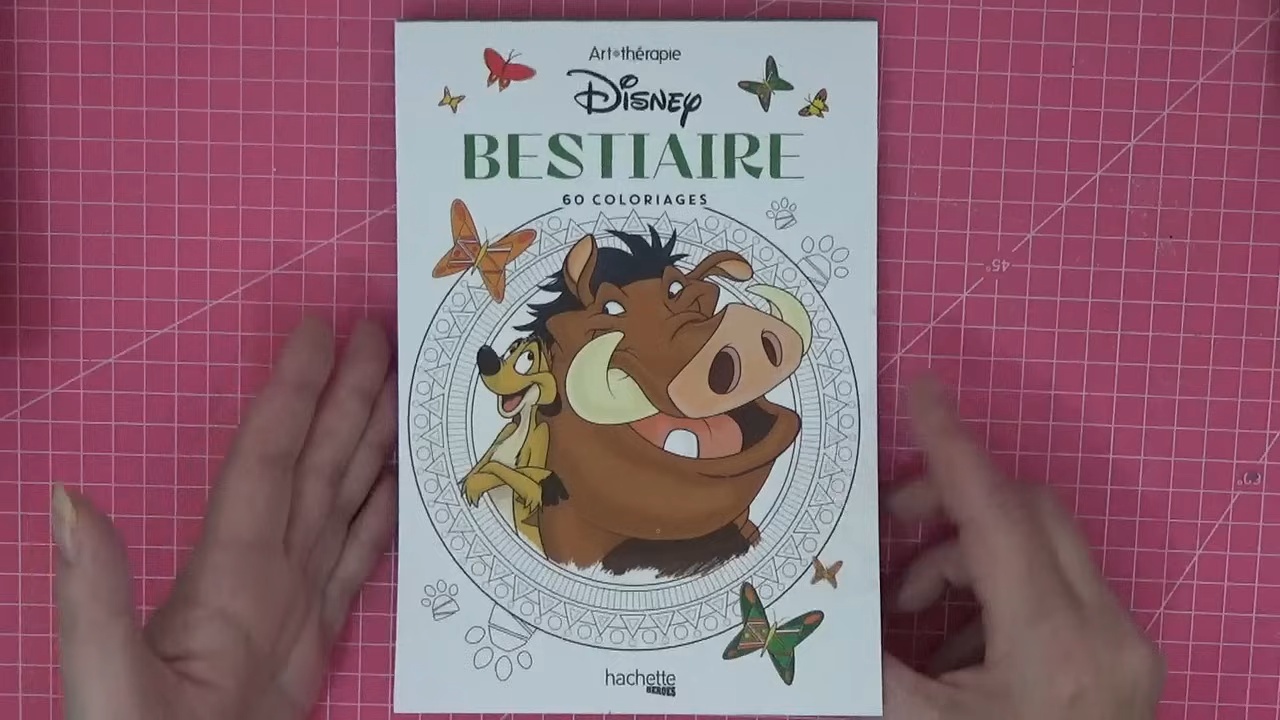 Art•thérapie
Disney
BESTIAIRE
60 COLORIAGES
45°
hachette
HEROES